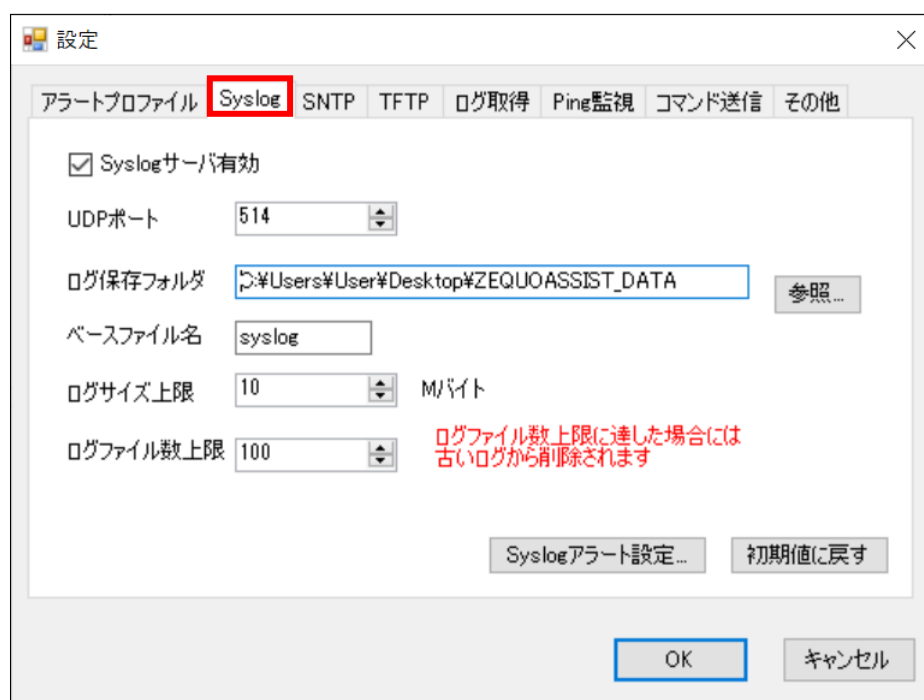 設定
アラートプロファイル Syslog SNTP TFTP ログ取得 Ping監視 コマンド送信 その他
Syslogサーバ有効
UDPポート 514
ログ保存フォルダ C:¥Users¥User¥Desktop¥ZEQUOASSIST_DATA 参照...
ベースファイル名 syslog
ログサイズ上限 10 Mバイト
ログファイル数上限 100
ログファイル数上限に達した場合には
古いログから削除されます
Syslogアラート設定... 初期値に戻す
OK キャンセル